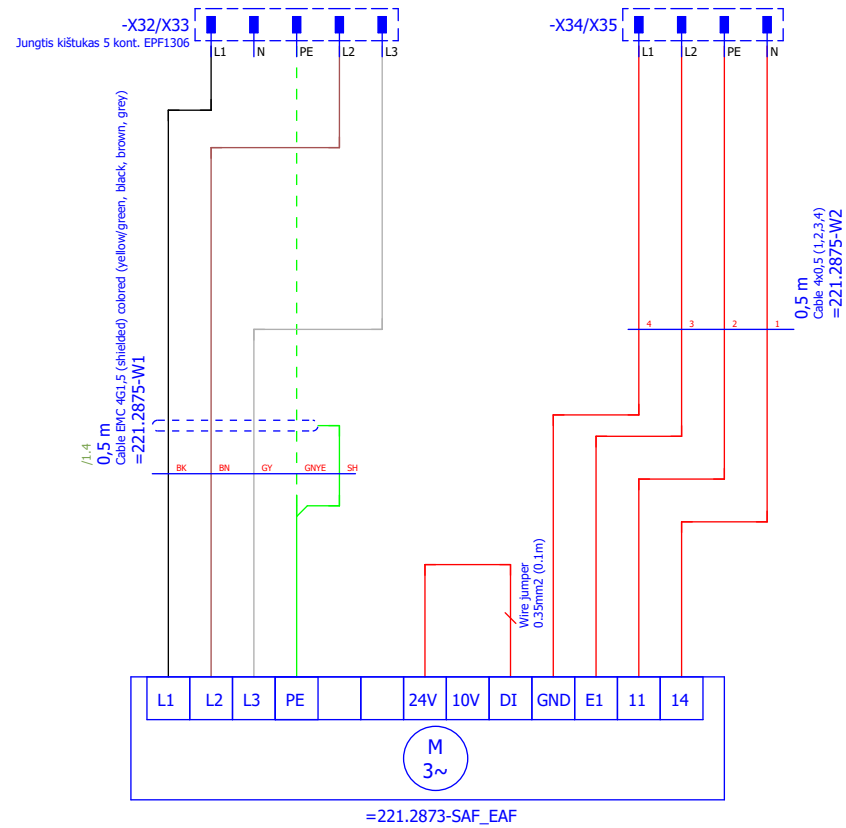 -X32/X33
Jungtis kištukas 5 kont. EPF1306
L1 N PE L2 L3
-X34/X35
L1 L2 PE N
/1.4
0,5 m
Cable EMC 4G1,5 (shielded) colored (yellow/green, black, brown, grey)
=221.2875-W1
BK BN GY GNYE SH
0,5 m
Cable 4x0,5 (1,2,3,4)
=221.2875-W2
4 3 2 1
Wire jumper
0.35mm2 (0.1m)
L1 L2 L3 PE 24V 10V DI GND E1 11 14
M
3~
=221.2873-SAF_EAF